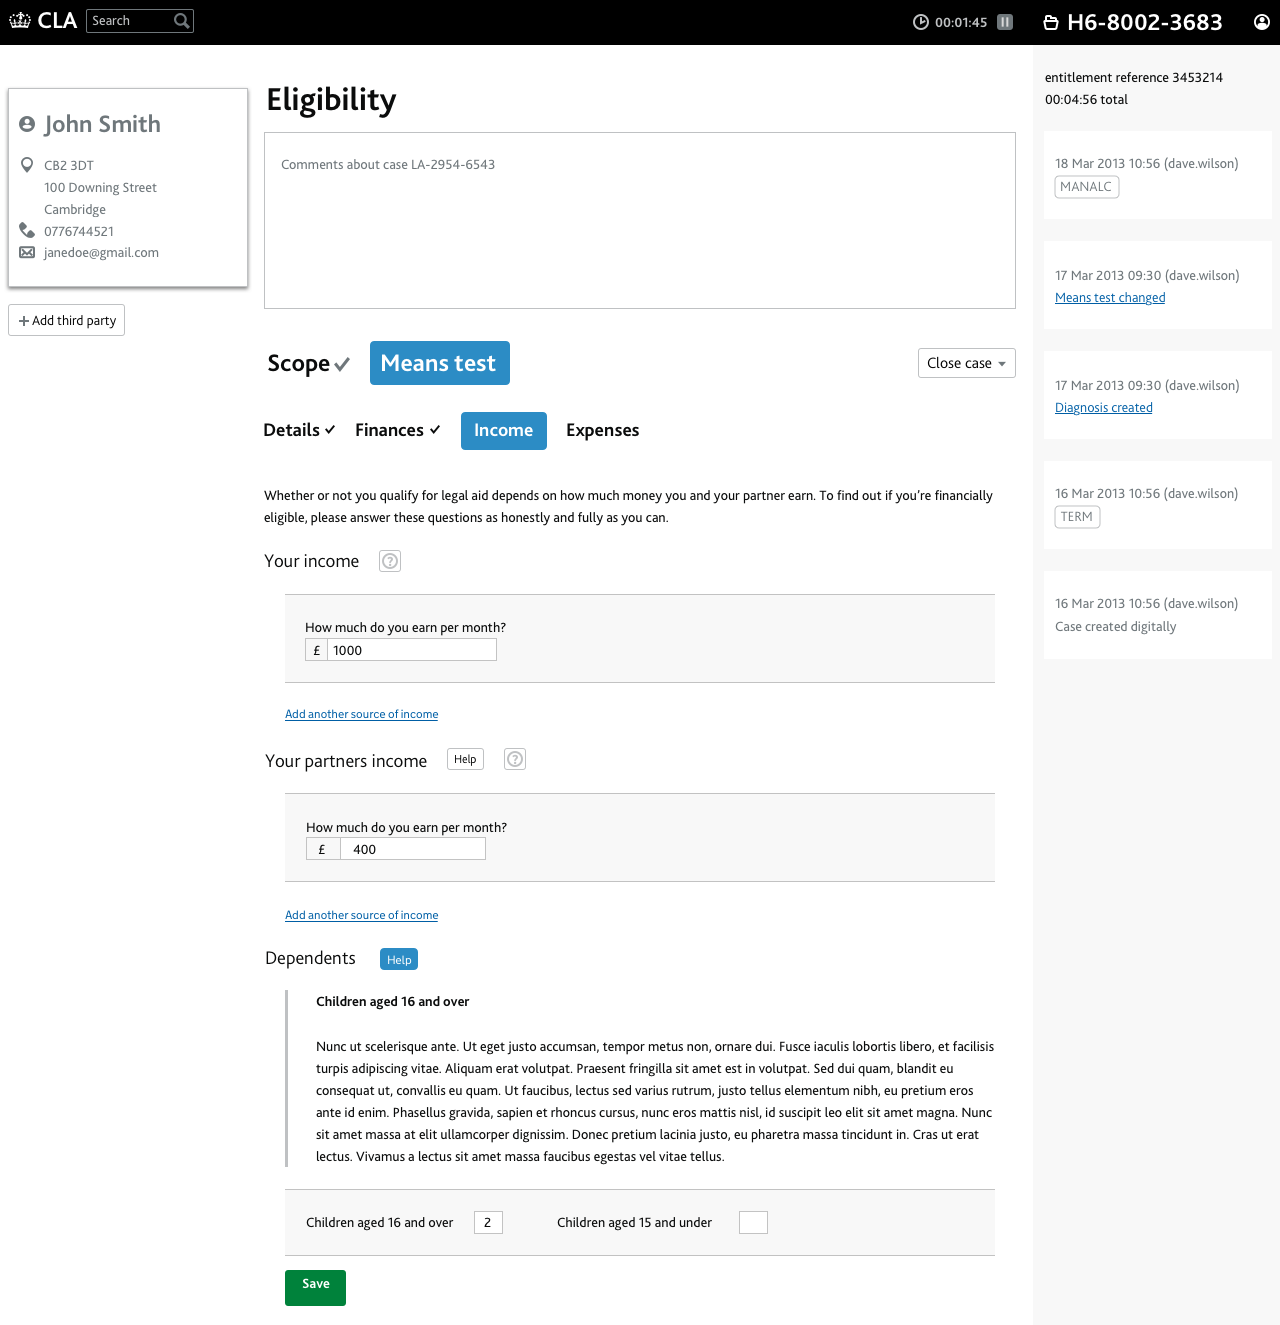 CLA
Search
00:01:45
H6-8002-3683
John Smith
CB2 3DT
100 Downing Street
Cambridge
0776744521
janedoe@gmail.com
Add third party
Eligibility
Comments about case LA-2954-6543
Scope
Means test
Close case
Details
Finances
Income
Expenses
Whether or not you qualify for legal aid depends on how much money you and your partner earn. To find out if you're financially
eligible, please answer these questions as honestly and fully as you can.
Your income
?
How much do you earn per month?
£ 1000
Add another source of income
Your partners income
Help
?
How much do you earn per month?
£ 400
Add another source of income
Dependents
Help
Children aged 16 and over
Nunc ut scelerisque ante. Ut eget justo accumsan, tempor metus non, ornare dui. Fusce iaculis lobortis libero, et facilisis
turpis adipiscing vitae. Aliquam erat volutpat. Praesent fringilla sit amet est in volutpat. Sed dui quam, blandit eu
consequat ut, convallis eu quam. Ut faucibus, lectus sed varius rutrum, justo tellus elementum nibh, eu pretium eros
ante id enim. Phasellus gravida, sapien et rhoncus cursus, nunc eros mattis nisl, id suscipit leo elit sit amet magna. Nunc
sit amet massa at elit ullamcorper dignissim. Donec pretium lacinia justo, eu pharetra massa tincidunt in. Cras ut erat
lectus. Vivamus a lectus sit amet massa faucibus egestas vel vitae tellus.
Children aged 16 and over 2
Children aged 15 and under
Save
entitlement reference 3453214
00:04:56 total
18 Mar 2013 10:56 (dave.wilson)
MANALC
17 Mar 2013 09:30 (dave.wilson)
Means test changed
17 Mar 2013 09:30 (dave.wilson)
Diagnosis created
16 Mar 2013 10:56 (dave.wilson)
TERM
16 Mar 2013 10:56 (dave.wilson)
Case created digitally